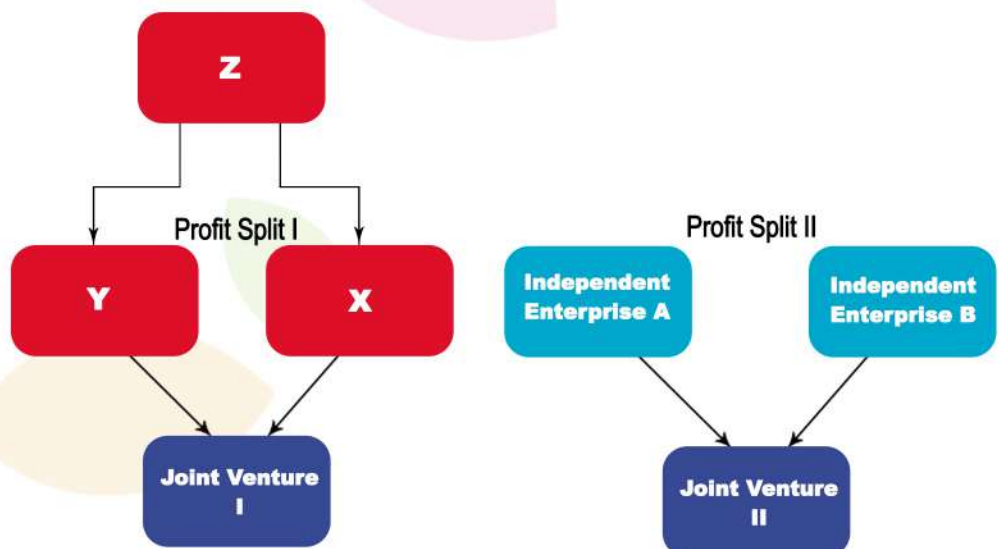 Z
Profit Split I
Profit Split II
Y
X
Independent
Enterprise A
Independent
Enterprise B
Joint Venture
I
Joint Venture
II